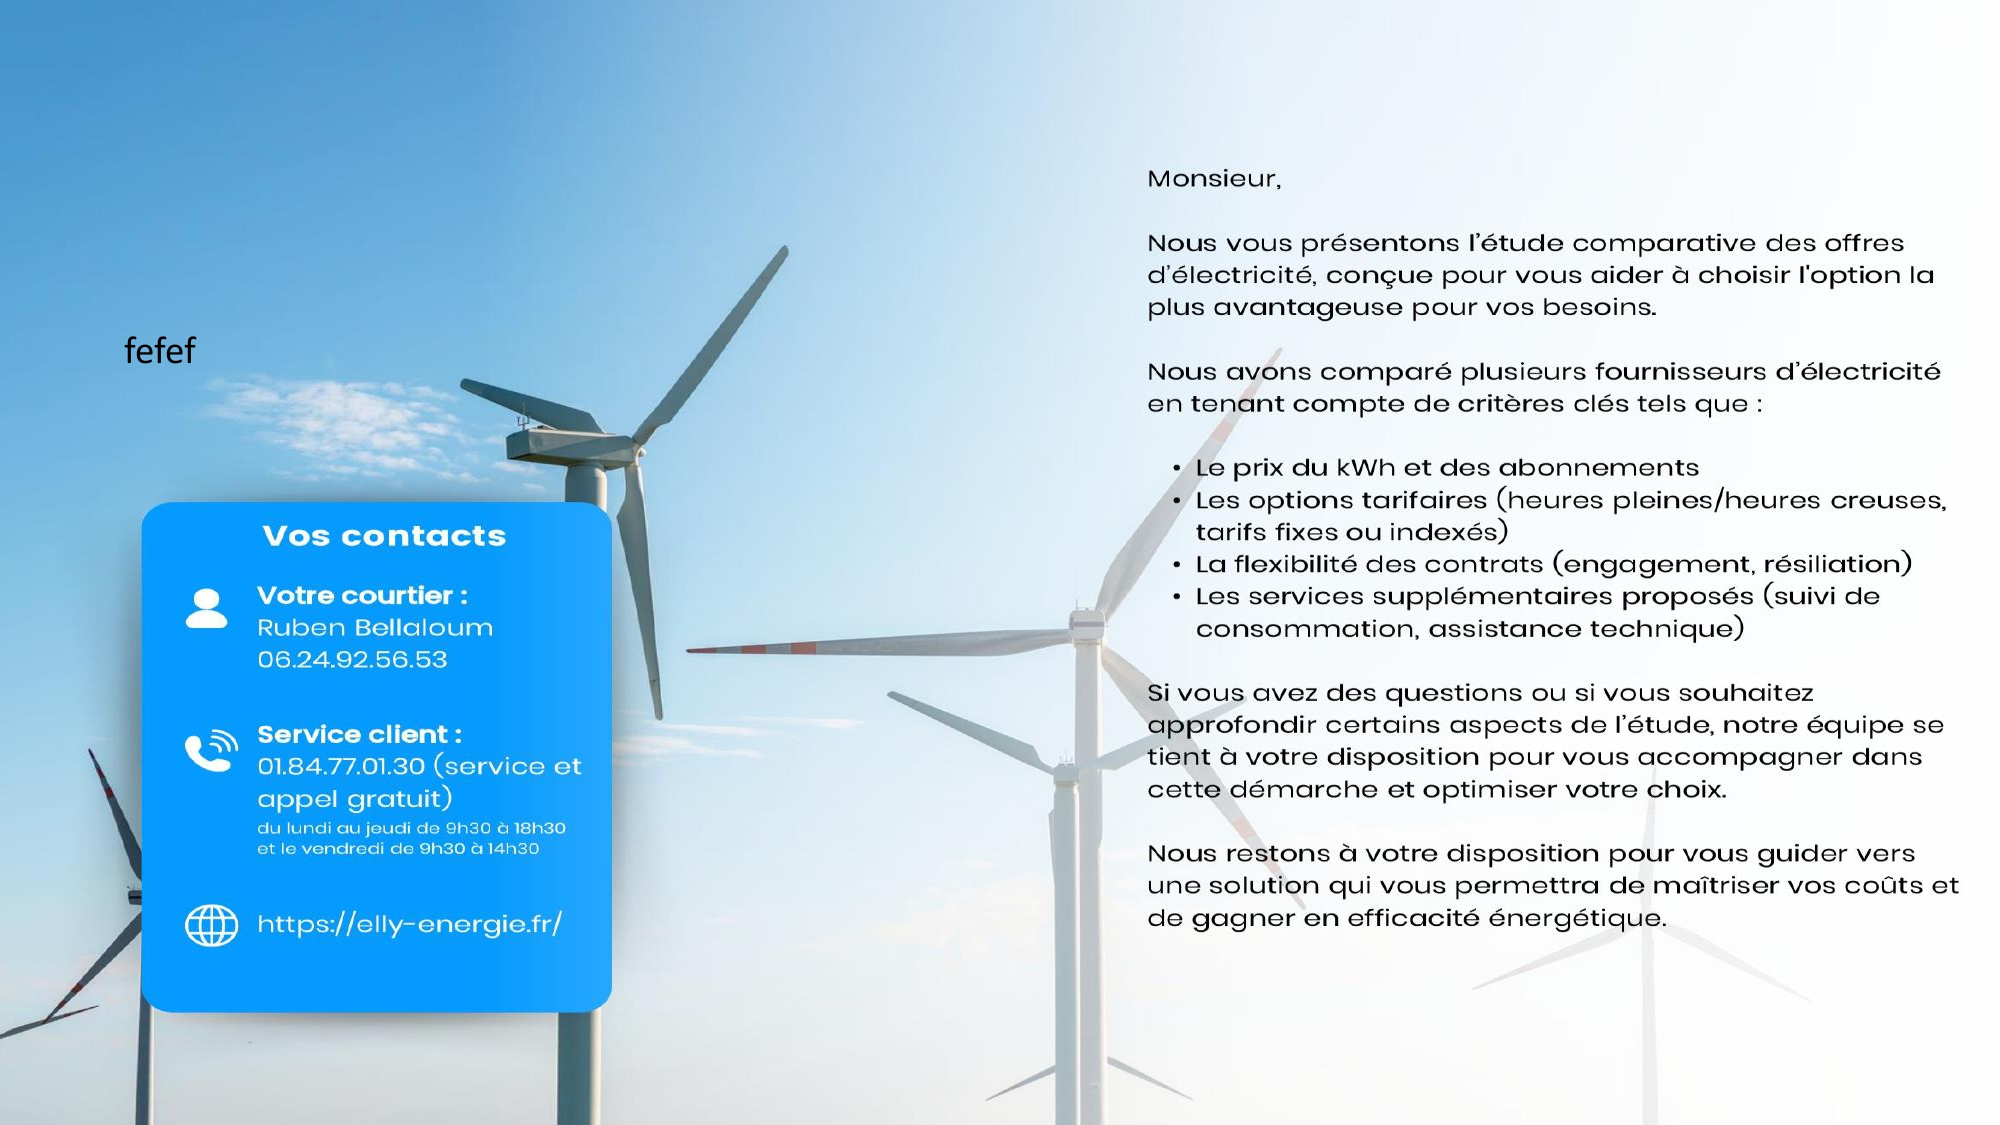 fefef
Vos contacts
Votre courtier :
Ruben Bellaloum
06.24.92.56.53
Service client :
01.84.77.01.30 (service et
appel gratuit)
du lundi au jeudi de 9h30 à 18h30
et le vendredi de 9h30 à 14h30
https://elly-energie.fr/
Monsieur,
Nous vous présentons l’étude comparative des offres
d’électricité, conçue pour vous aider à choisir l'option la
plus avantageuse pour vos besoins.
Nous avons comparé plusieurs fournisseurs d’électricité
en tenant compte de critères clés tels que :
• Le prix du kWh et des abonnements
• Les options tarifaires (heures pleines/heures creuses,
tarifs fixes ou indexés)
• La flexibilité des contrats (engagement, résiliation)
• Les services supplémentaires proposés (suivi de
consommation, assistance technique)
Si vous avez des questions ou si vous souhaitez
approfondir certains aspects de l’étude, notre équipe se
tient à votre disposition pour vous accompagner dans
cette démarche et optimiser votre choix.
Nous restons à votre disposition pour vous guider vers
une solution qui vous permettra de maîtriser vos coûts et
de gagner en efficacité énergétique.